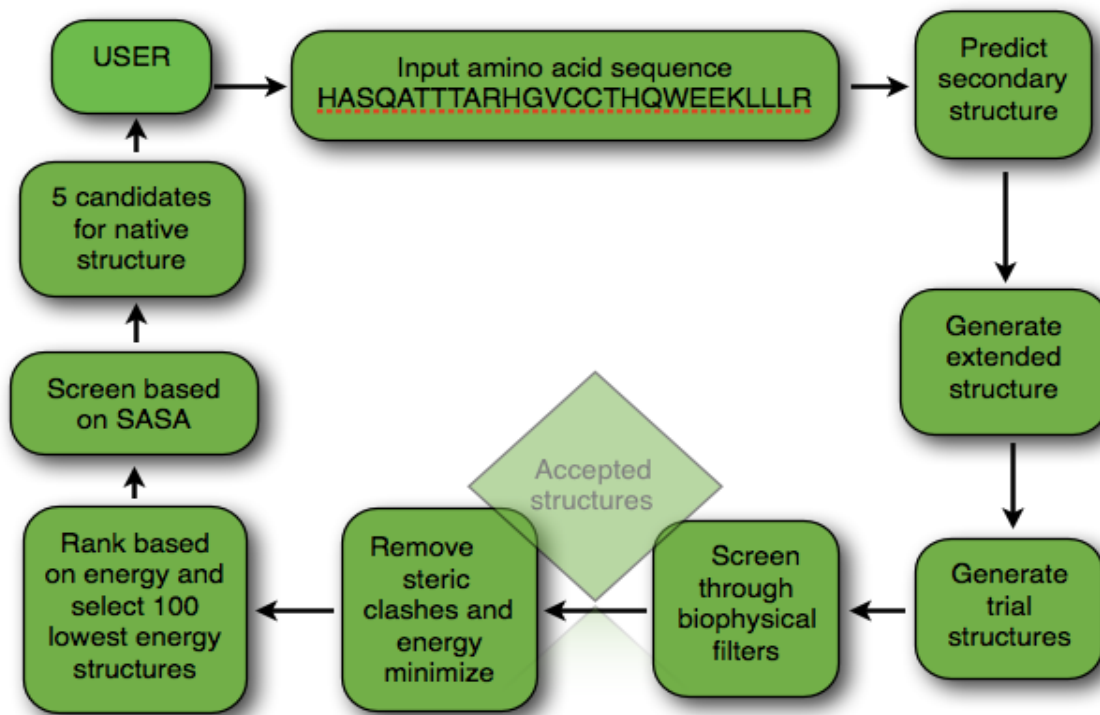 USER
Input amino acid sequence
HASQATTTARHGVCCTHQWEEKLLLR
Predict
secondary
structure
Generate
extended
structure
Generate
trial
structures
Screen
through
biophysical
filters
Accepted
structures
Remove
steric
clashes and
energy
minimize
Rank based
on energy and
select 100
lowest energy
structures
Screen based
on SASA
5 candidates
for native
structure